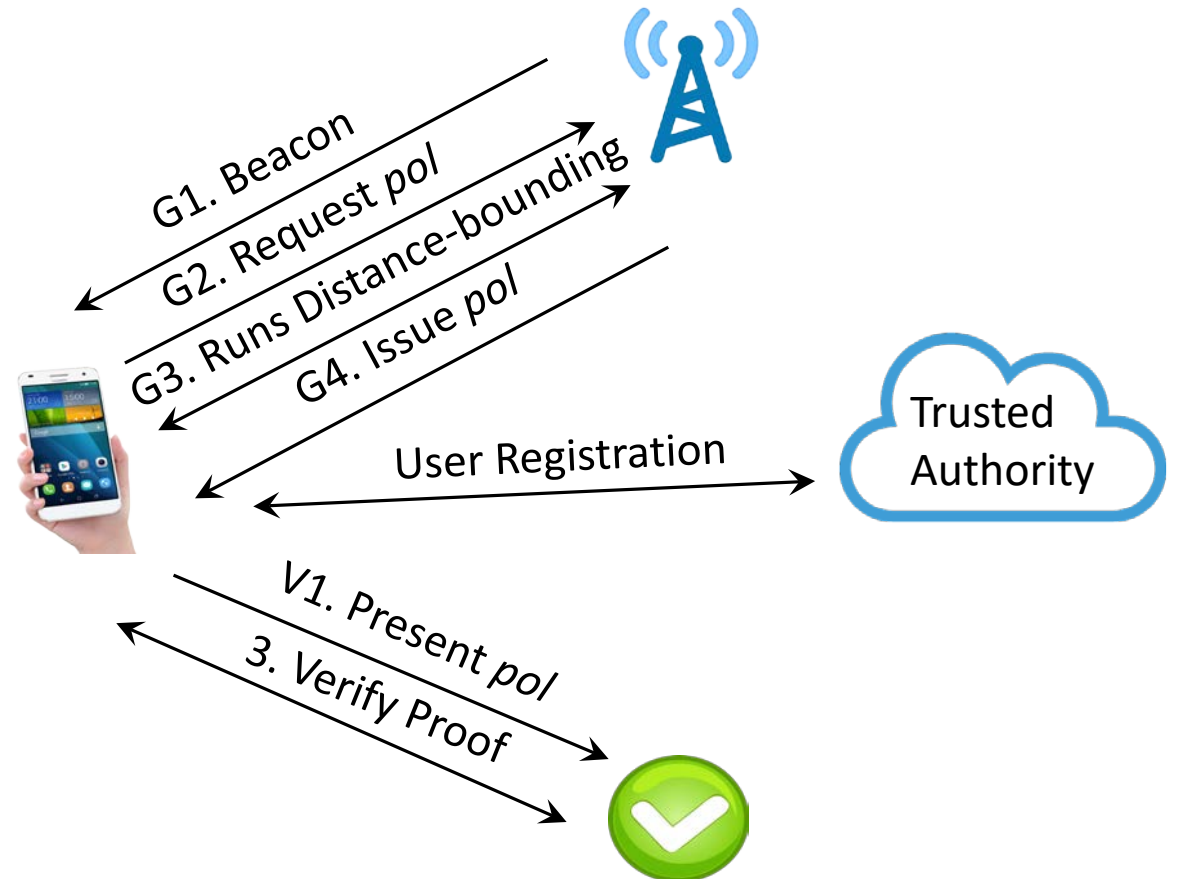 G1. Beacon
G2. Request pol
G3. Runs Distance-bounding
G4. Issue pol
User Registration
Trusted
Authority
V1. Present pol
3. Verify Proof